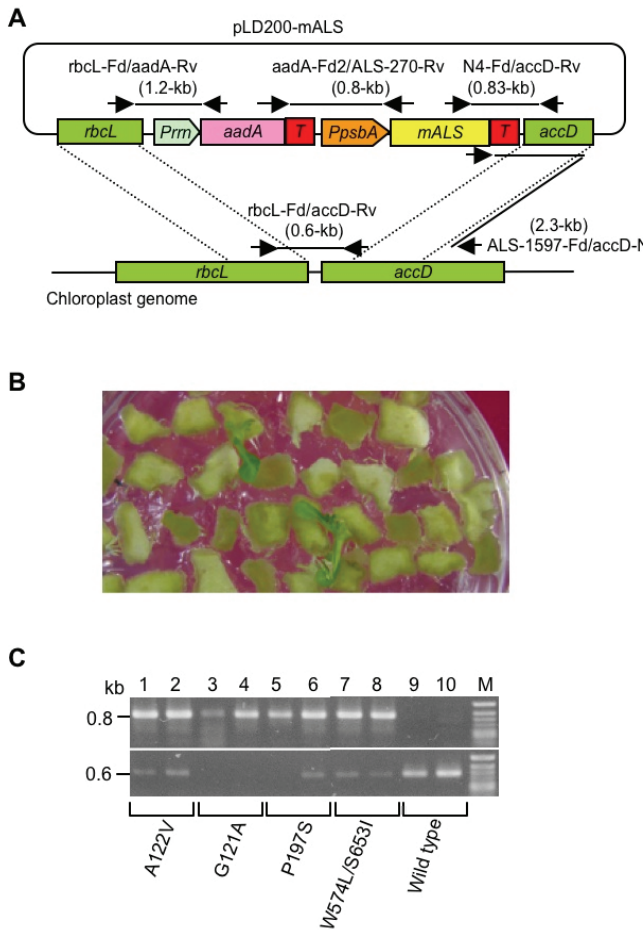 A
pLD200-mALS
rbcL-Fd/aadA-Rv aadA-Fd2/ALS-270-Rv N4-Fd/accD-Rv
(1.2-kb) (0.8-kb) (0.83-kb)
rbcL Prrn aadA T PpsbA mALS T accD
rbcL-Fd/accD-Rv
(0.6-kb)
(2.3-kb)
ALS-1597-Fd/accD-N
rbcL accD
Chloroplast genome
B
C
kb 1 2 3 4 5 6 7 8 9 10 M
0.8
0.6
A122V
G121A
P197S
W574L/S653I
Wild type